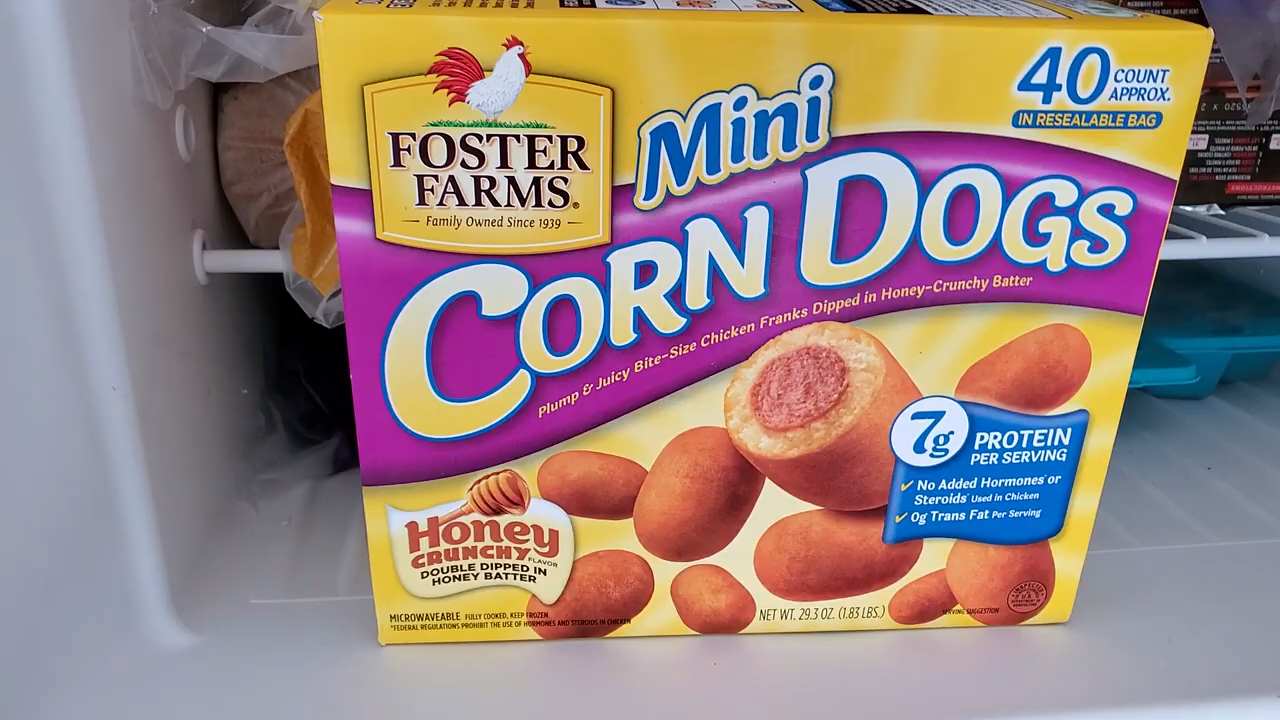 FOSTER
FARMS®
Family Owned Since 1939
Mini
CORN DOGS
Plump & Juicy Bite-Size Chicken Franks Dipped in Honey-Crunchy Batter
40 COUNT
APPROX.
IN RESEALABLE BAG
7g PROTEIN
PER SERVING
✓ No Added Hormones* or
Steroids* Used in Chicken
✓ 0g Trans Fat Per Serving
Honey
CRUNCHY FLAVOR
DOUBLE DIPPED IN
HONEY BATTER
MICROWAVEABLE FULLY COOKED, KEEP FROZEN
*FEDERAL REGULATIONS PROHIBIT THE USE OF HORMONES AND STEROIDS IN CHICKEN
NET WT. 29.3 OZ. (1.83 LBS.)
SERVING SUGGESTION
INSPECTED
U.S.
DEPARTMENT OF
AGRICULTURE